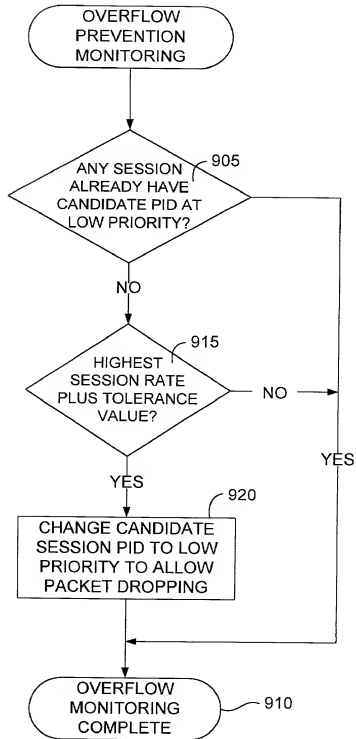 OVERFLOW
PREVENTION
MONITORING
905
ANY SESSION
ALREADY HAVE
CANDIDATE PID AT
LOW PRIORITY?
NO
915
HIGHEST
SESSION RATE
PLUS TOLERANCE
VALUE?
NO
YES
YES
920
CHANGE CANDIDATE
SESSION PID TO LOW
PRIORITY TO ALLOW
PACKET DROPPING
OVERFLOW
MONITORING
COMPLETE
910